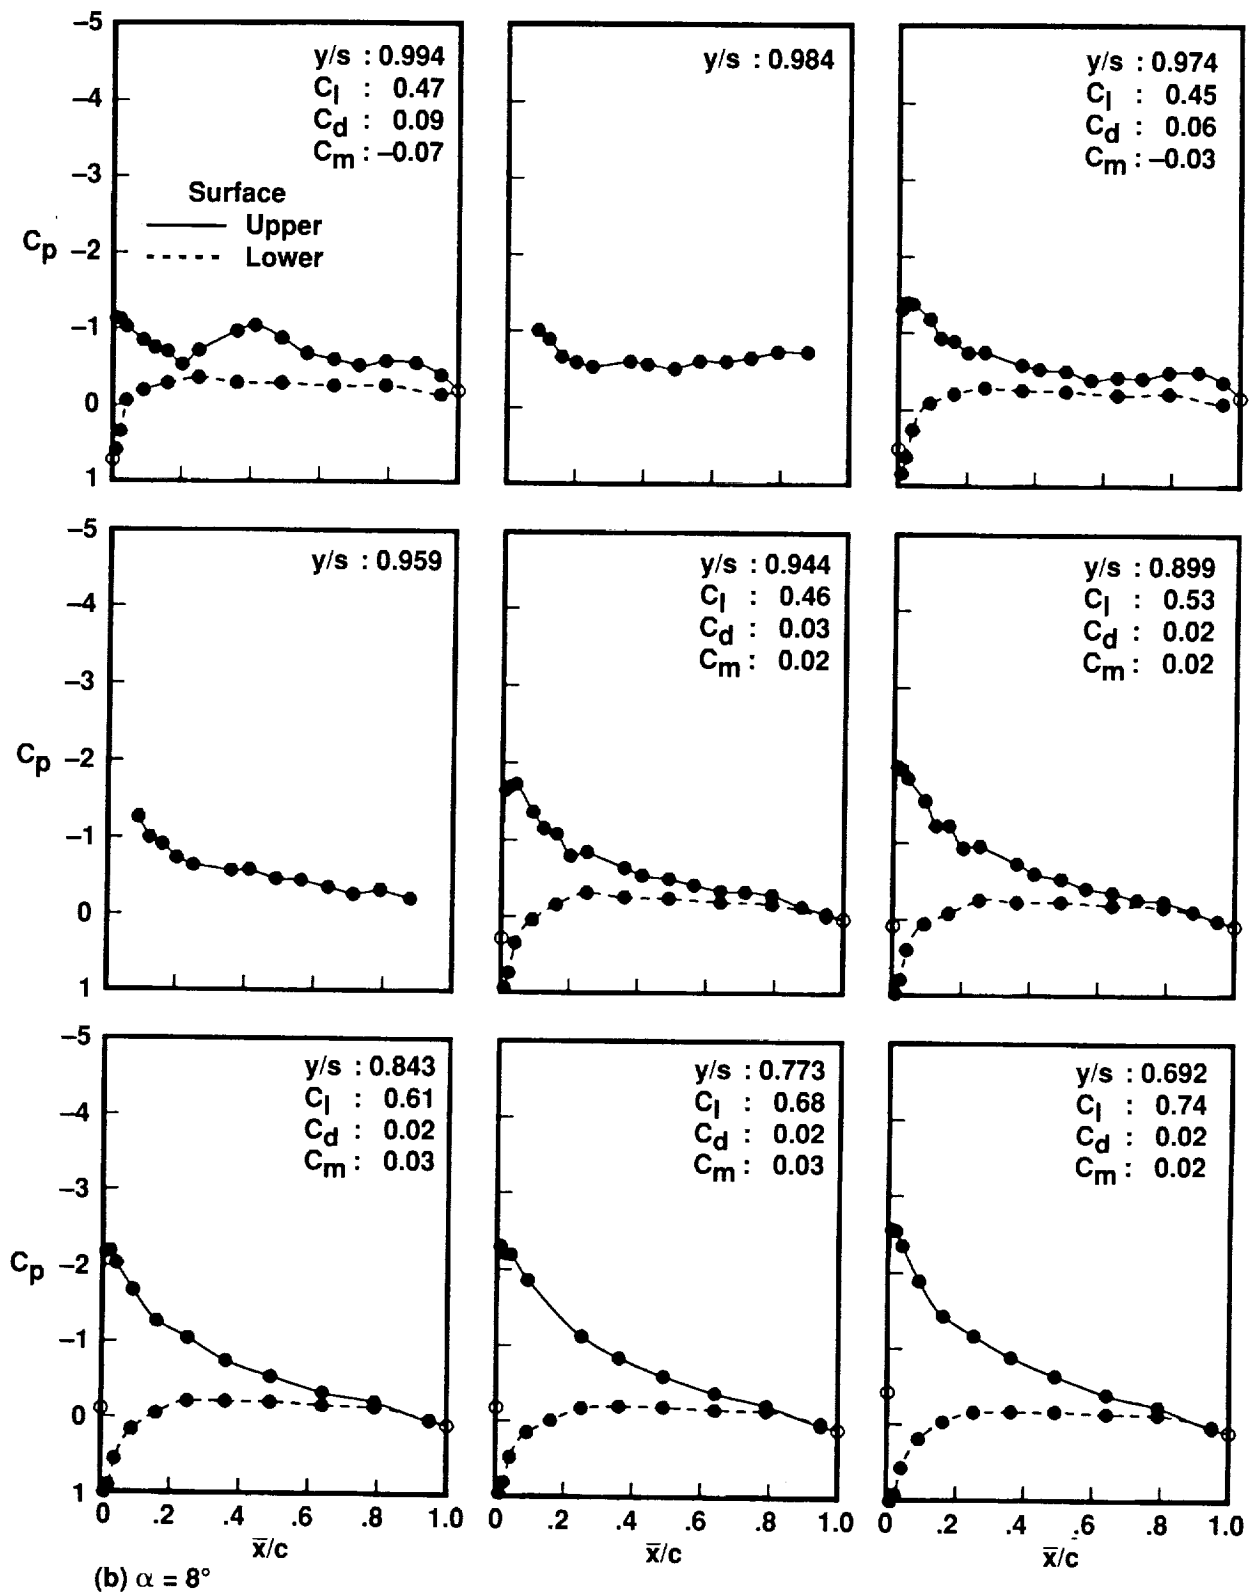 −5
−4
−3
−2
−1
0
1
Cp
y/s : 0.994
Cl : 0.47
Cd : 0.09
Cm : −0.07
Surface
Upper
Lower
y/s : 0.984
y/s : 0.974
Cl : 0.45
Cd : 0.06
Cm : −0.03
−5
−4
−3
−2
−1
0
1
Cp
y/s : 0.959
y/s : 0.944
Cl : 0.46
Cd : 0.03
Cm : 0.02
y/s : 0.899
Cl : 0.53
Cd : 0.02
Cm : 0.02
−5
−4
−3
−2
−1
0
1
Cp
y/s : 0.843
Cl : 0.61
Cd : 0.02
Cm : 0.03
y/s : 0.773
Cl : 0.68
Cd : 0.02
Cm : 0.03
y/s : 0.692
Cl : 0.74
Cd : 0.02
Cm : 0.02
0 .2 .4 .6 .8 1.0
x̅/c
0 .2 .4 .6 .8 1.0
x̅/c
0 .2 .4 .6 .8 1.0
x̅/c
(b) α = 8°